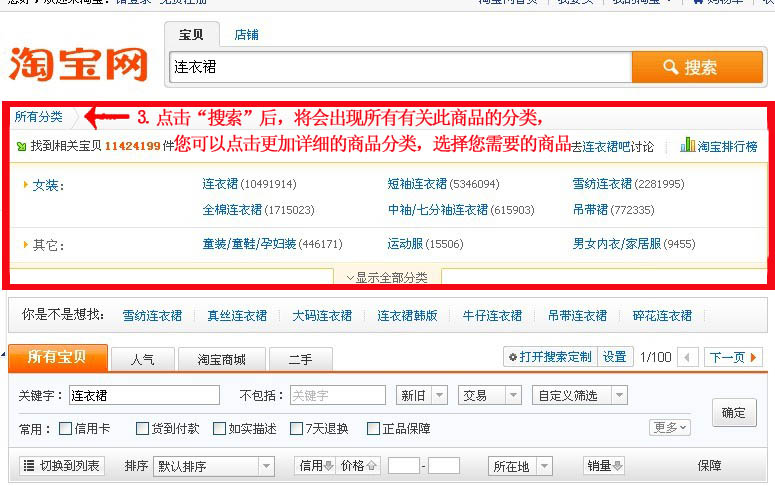 您好，欢迎来淘宝！请登录 免费注册
淘宝网首页 我要买 我的淘宝 购物车
宝贝 店铺
淘宝网 连衣裙 搜索
所有分类 3. 点击“搜索”后，将会出现所有有关此商品的分类，
找到相关宝贝 11424199 件 您可以点击更加详细的商品分类，选择您需要的商品 去连衣裙吧讨论 淘宝排行榜
女装： 连衣裙(10491914) 短袖连衣裙(5346094) 雪纺连衣裙(2281995)
全棉连衣裙(1715023) 中袖/七分袖连衣裙(615903) 吊带裙(772335)
其它： 童装/童鞋/孕妇装(446171) 运动服(15506) 男女内衣/家居服(9455)
显示全部分类
你是不是想找： 雪纺连衣裙 真丝连衣裙 大码连衣裙 连衣裙韩版 牛仔连衣裙 吊带连衣裙 碎花连衣裙
所有宝贝 人气 淘宝商城 二手 打开搜索定制 设置 1/100 下一页
关键字： 连衣裙 不包括： 关键字 新旧 交易 自定义筛选 确定
常用： 信用卡 货到付款 如实描述 7天退换 正品保障 更多
切换到列表 排序 默认排序 信用 价格 - 所在地 销量 保障